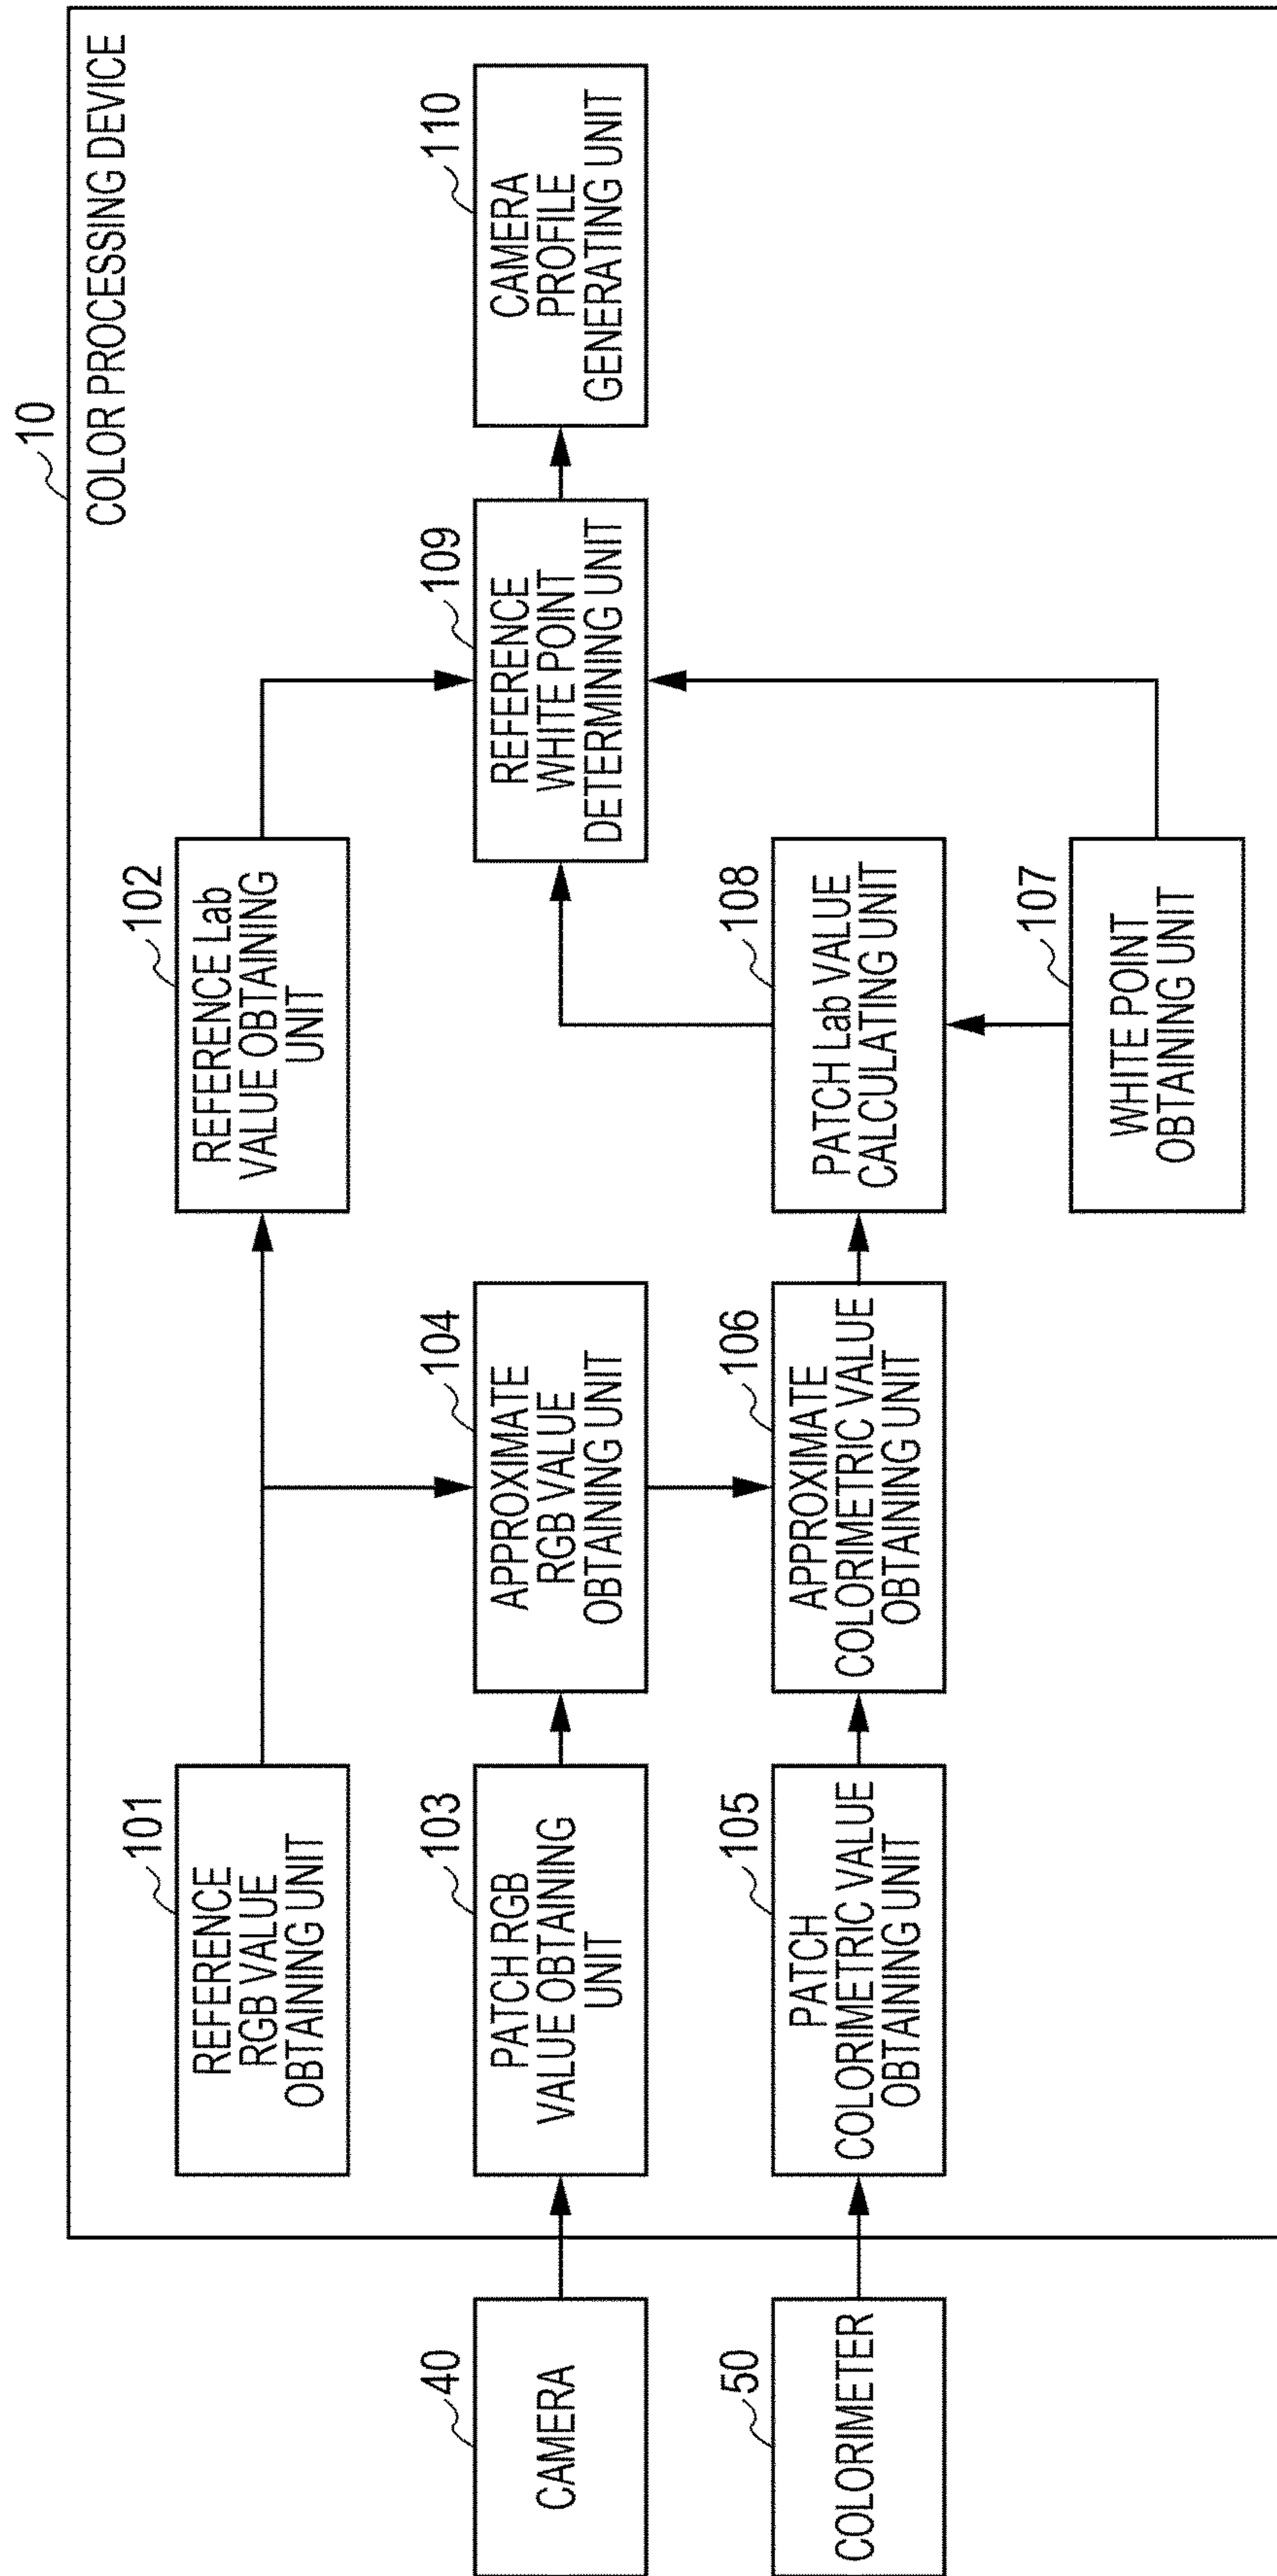 10
COLOR PROCESSING DEVICE
101
REFERENCE
RGB VALUE
OBTAINING UNIT
102
REFERENCE Lab
VALUE OBTAINING
UNIT
40
CAMERA
103
PATCH RGB
VALUE OBTAINING
UNIT
104
APPROXIMATE
RGB VALUE
OBTAINING UNIT
109
REFERENCE
WHITE POINT
DETERMINING UNIT
110
CAMERA
PROFILE
GENERATING UNIT
50
COLORIMETER
105
PATCH
COLORIMETRIC VALUE
OBTAINING UNIT
106
APPROXIMATE
COLORIMETRIC VALUE
OBTAINING UNIT
108
PATCH Lab VALUE
CALCULATING UNIT
107
WHITE POINT
OBTAINING UNIT